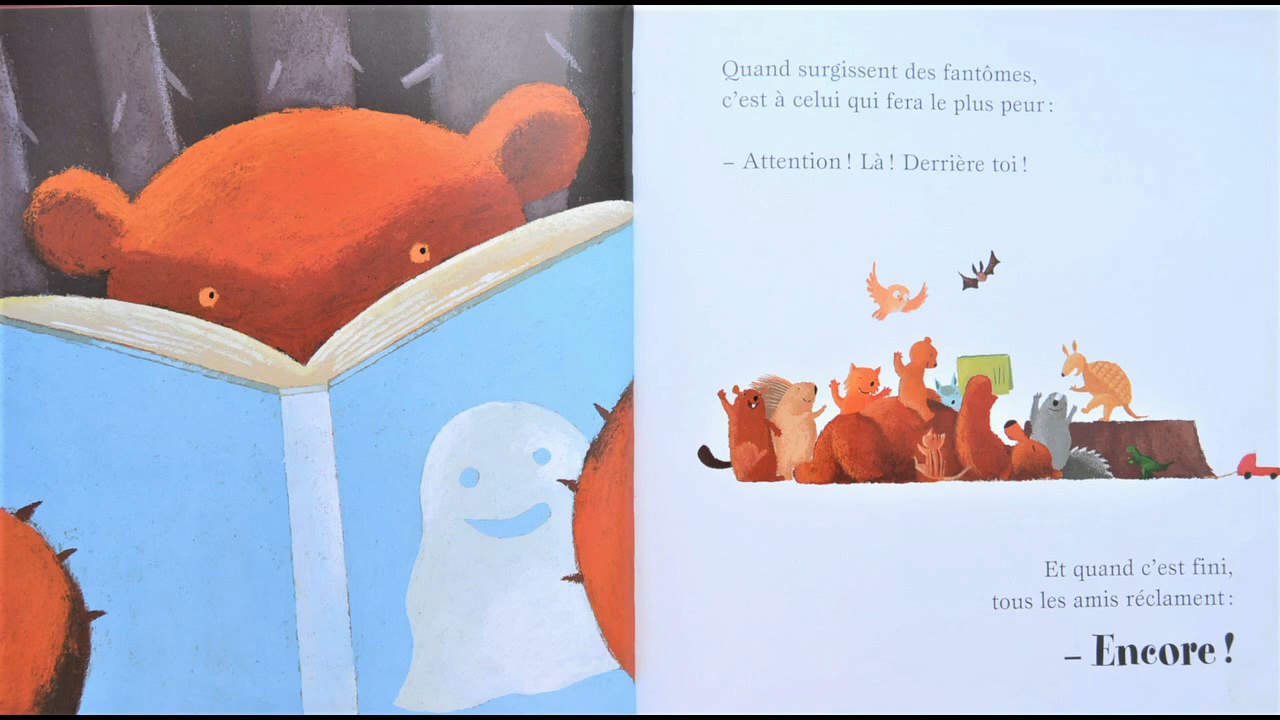 Quand surgissent des fantômes,
c'est à celui qui fera le plus peur :
– Attention ! Là ! Derrière toi !
Et quand c'est fini,
tous les amis réclament :
– Encore !